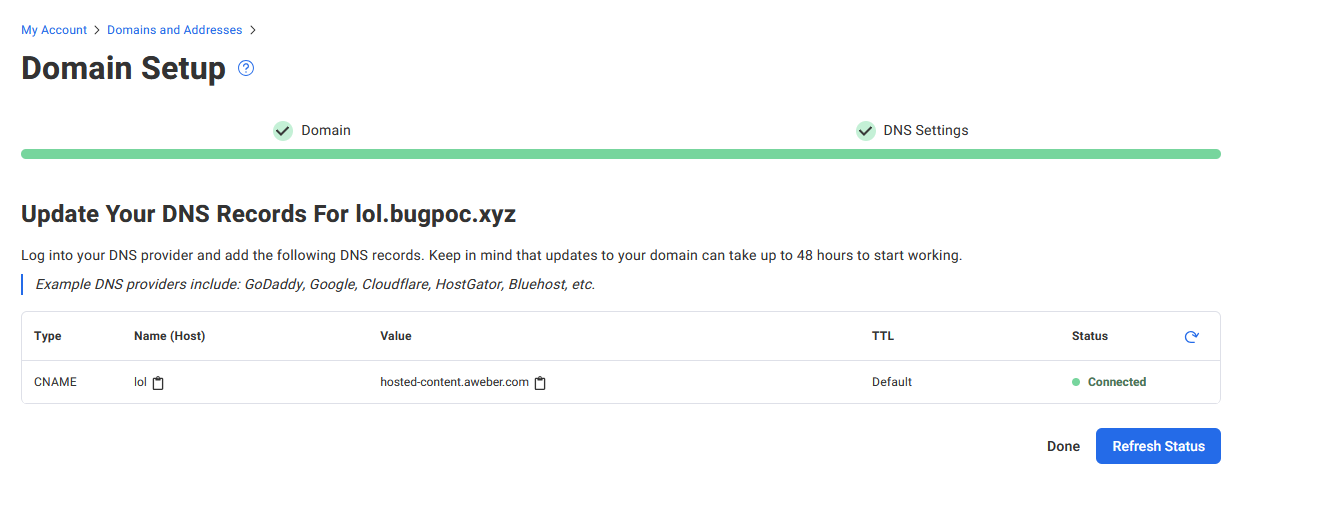 My Account > Domains and Addresses >
Domain Setup ?
Domain
DNS Settings
Update Your DNS Records For lol.bugpoc.xyz
Log into your DNS provider and add the following DNS records. Keep in mind that updates to your domain can take up to 48 hours to start working.
Example DNS providers include: GoDaddy, Google, Cloudflare, HostGator, Bluehost, etc.
Type Name (Host) Value TTL Status
CNAME lol hosted-content.aweber.com Default Connected
Done Refresh Status